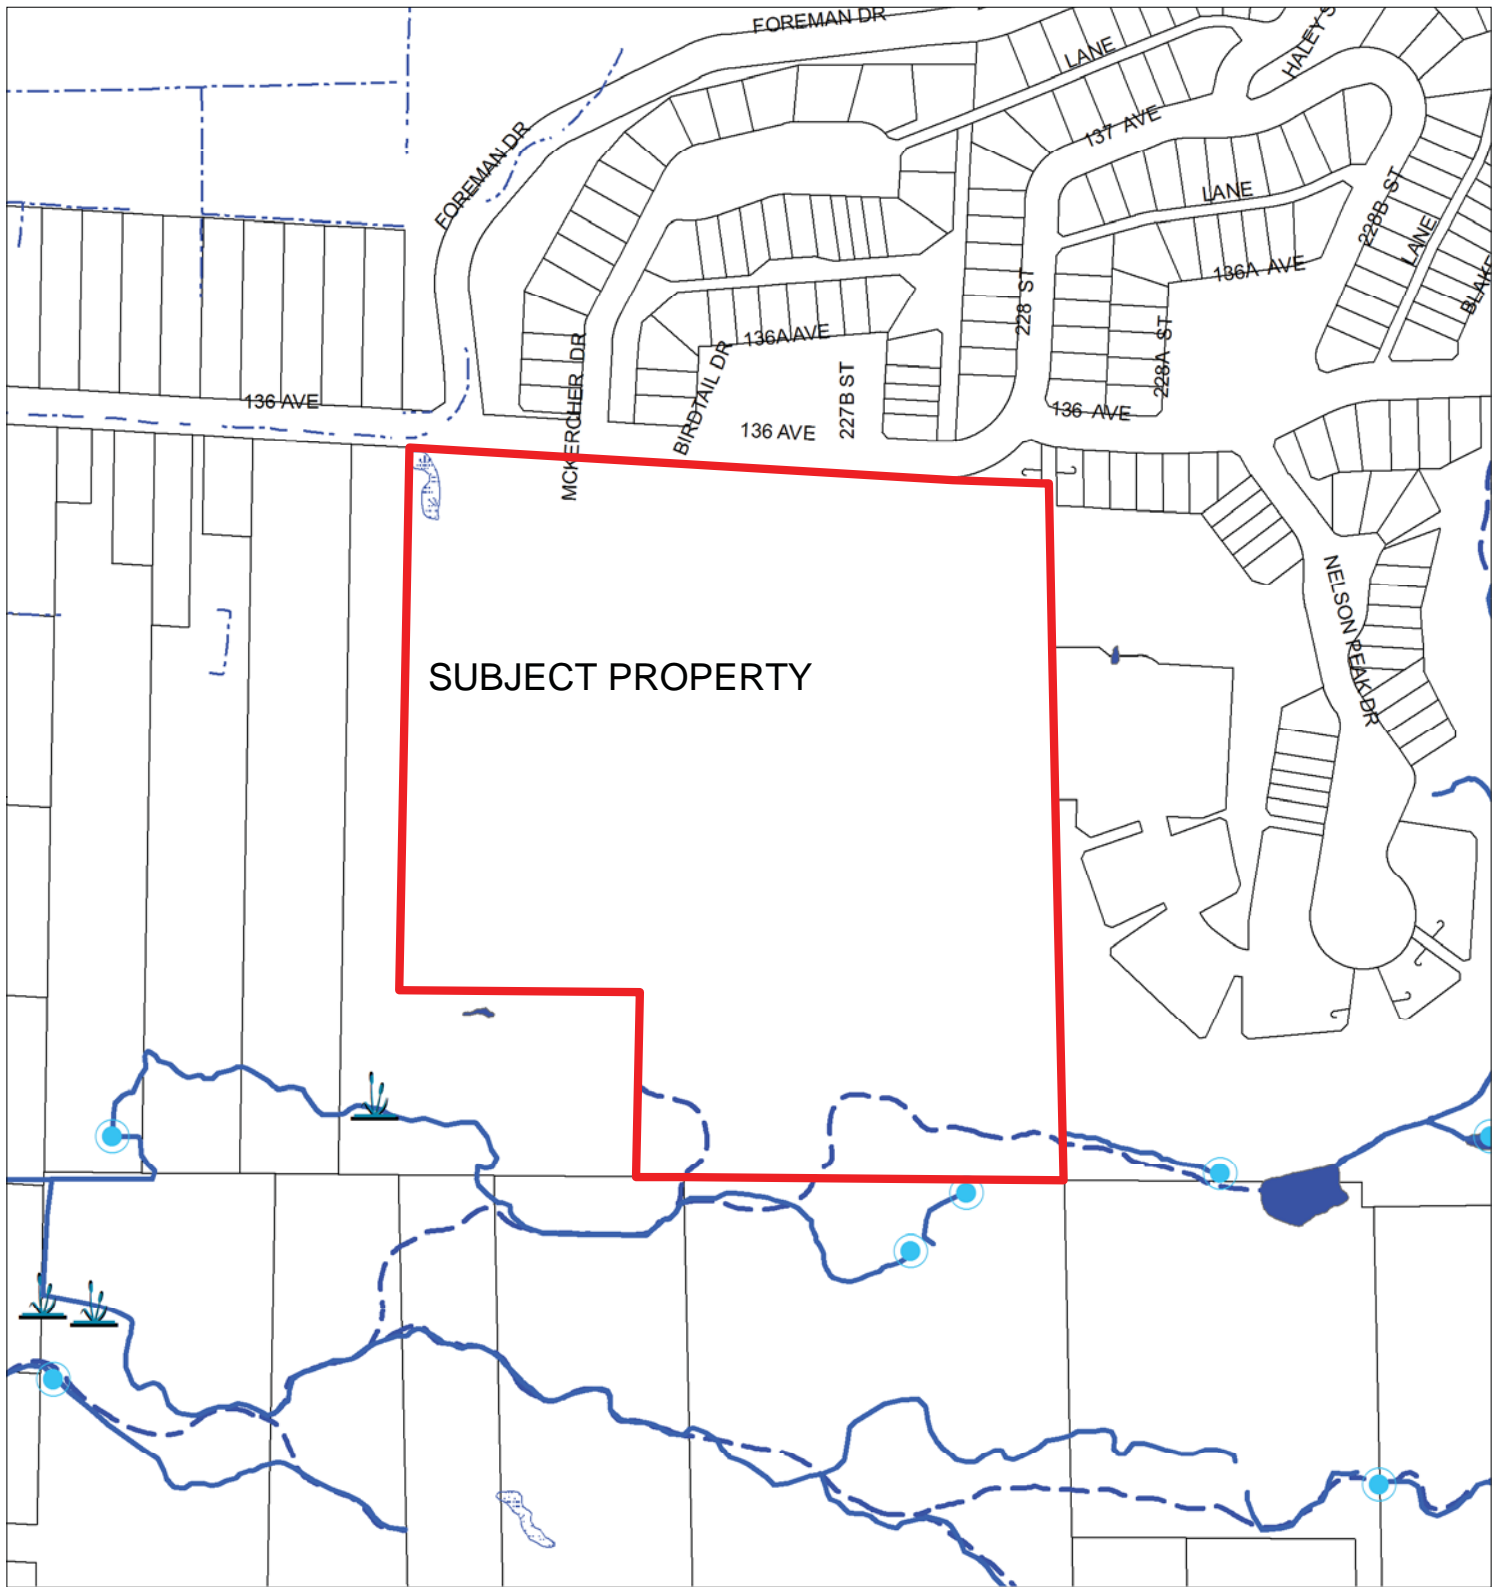 FOREMAN DR
LANE
HALEY S
137 AVE
FOREMAN DR
LANE
228B ST
LANE
136A AVE
BLAKE
228 ST
136A AVE
228A ST
MCKERCHER DR
BIRDTAIL DR
227B ST
136 AVE
136 AVE
136 AVE
NELSON PEAK DR
SUBJECT PROPERTY